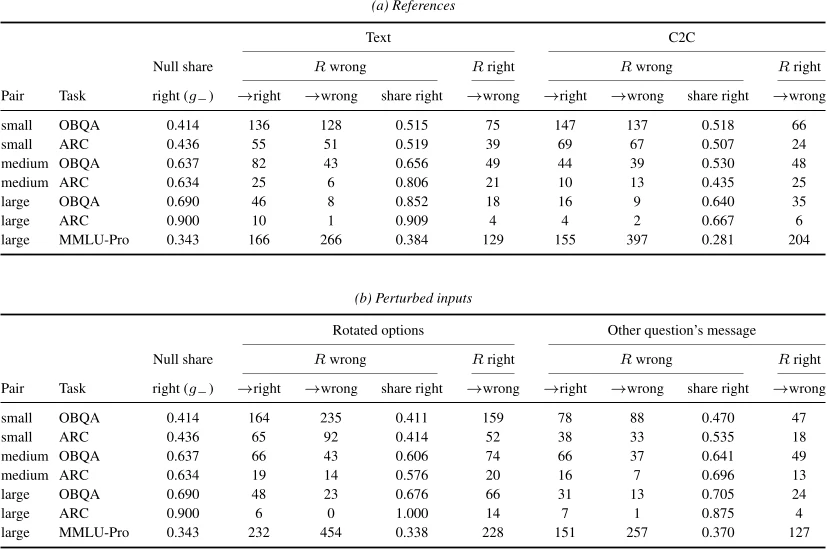 (a) References
Text C2C
Null share R wrong R right R wrong R right
Pair Task right (g−) →right →wrong share right →wrong →right →wrong share right →wrong
small OBQA 0.414 136 128 0.515 75 147 137 0.518 66
small ARC 0.436 55 51 0.519 39 69 67 0.507 24
medium OBQA 0.637 82 43 0.656 49 44 39 0.530 48
medium ARC 0.634 25 6 0.806 21 10 13 0.435 25
large OBQA 0.690 46 8 0.852 18 16 9 0.640 35
large ARC 0.900 10 1 0.909 4 4 2 0.667 6
large MMLU-Pro 0.343 166 266 0.384 129 155 397 0.281 204
(b) Perturbed inputs
Rotated options Other question's message
Null share R wrong R right R wrong R right
Pair Task right (g−) →right →wrong share right →wrong →right →wrong share right →wrong
small OBQA 0.414 164 235 0.411 159 78 88 0.470 47
small ARC 0.436 65 92 0.414 52 38 33 0.535 18
medium OBQA 0.637 66 43 0.606 74 66 37 0.641 49
medium ARC 0.634 19 14 0.576 20 16 7 0.696 13
large OBQA 0.690 48 23 0.676 66 31 13 0.705 24
large ARC 0.900 6 0 1.000 14 7 1 0.875 4
large MMLU-Pro 0.343 232 454 0.338 228 151 257 0.370 127